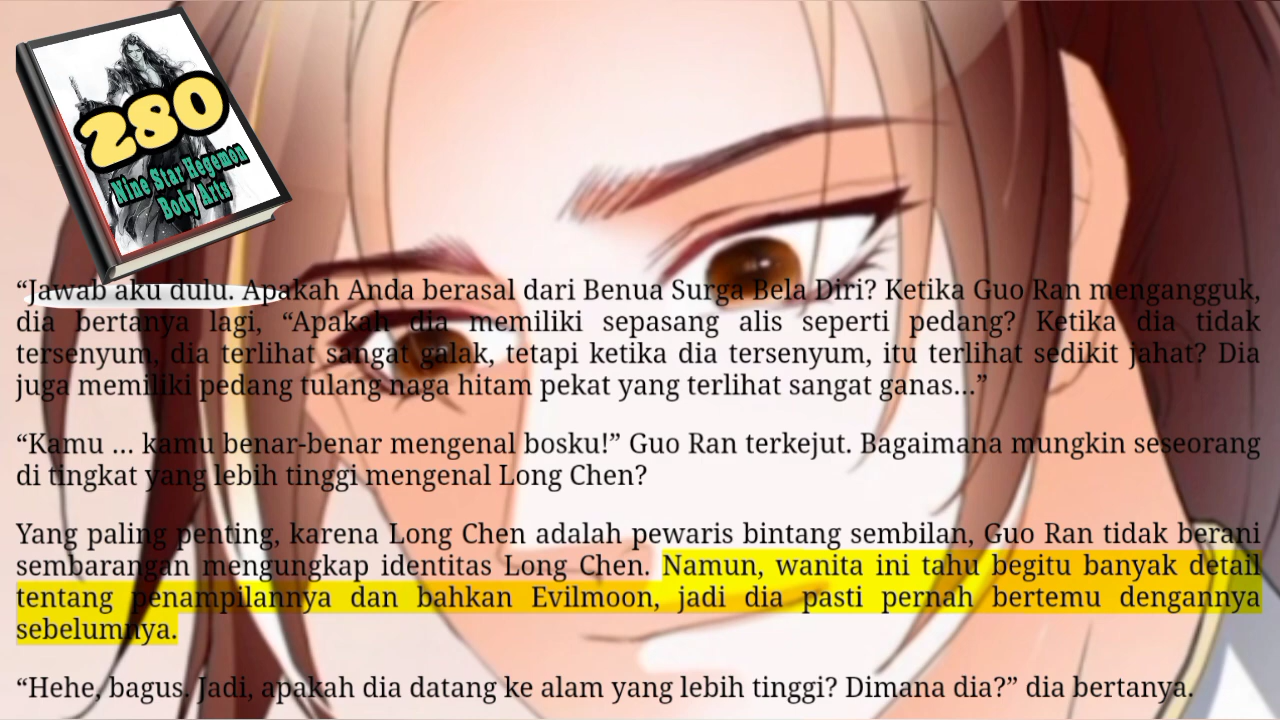 280
Nine Star Hegemon
Body Arts
“Jawab aku dulu. Apakah Anda berasal dari Benua Surga Bela Diri? Ketika Guo Ran mengangguk,
dia bertanya lagi, “Apakah dia memiliki sepasang alis seperti pedang? Ketika dia tidak
tersenyum, dia terlihat sangat galak, tetapi ketika dia tersenyum, itu terlihat sedikit jahat? Dia
juga memiliki pedang tulang naga hitam pekat yang terlihat sangat ganas...”
“Kamu ... kamu benar-benar mengenal bosku!” Guo Ran terkejut. Bagaimana mungkin seseorang
di tingkat yang lebih tinggi mengenal Long Chen?
Yang paling penting, karena Long Chen adalah pewaris bintang sembilan, Guo Ran tidak berani
sembarangan mengungkap identitas Long Chen. Namun, wanita ini tahu begitu banyak detail
tentang penampilannya dan bahkan Evilmoon, jadi dia pasti pernah bertemu dengannya
sebelumnya.
“Hehe, bagus. Jadi, apakah dia datang ke alam yang lebih tinggi? Dimana dia?” dia bertanya.